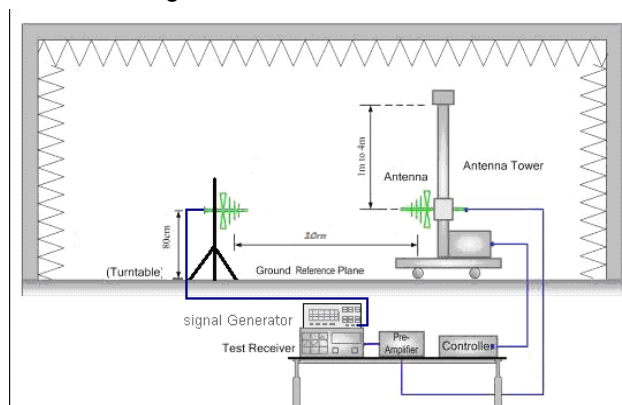 1m to 4m
Antenna
Antenna Tower
80cm
10m
(Turntable)
Ground Reference Plane
signal Generator
Test Receiver
Pre-
Amplifier
Controller